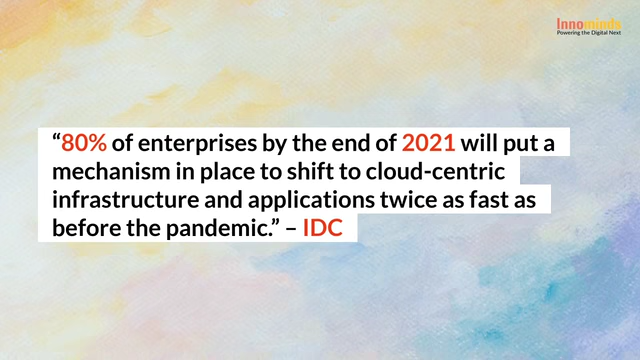 Innominds
Powering the Digital Next
“80% of enterprises by the end of 2021 will put a
mechanism in place to shift to cloud-centric
infrastructure and applications twice as fast as
before the pandemic.” – IDC